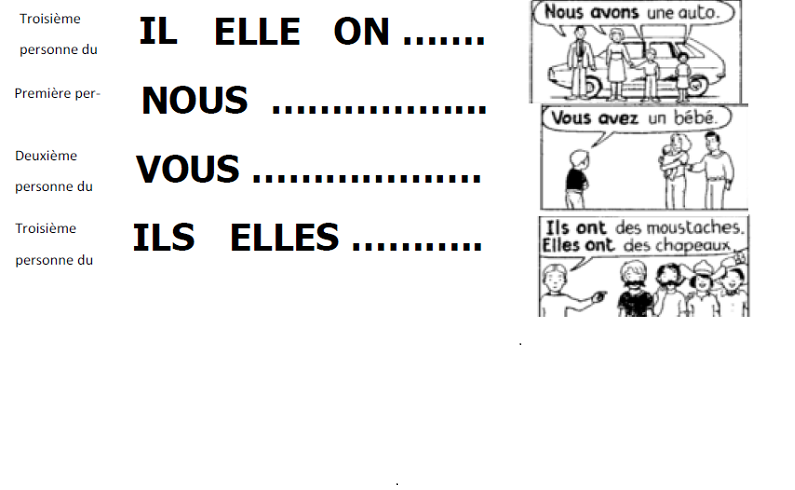 Troisième
personne du
IL ELLE ON .......
Nous avons une auto.
Première per-
NOUS ..................
Vous avez un bébé.
Deuxième
personne du
VOUS ...................
Troisième
personne du
ILS ELLES ...........
Ils ont des moustaches.
Elles ont des chapeaux.
.
.